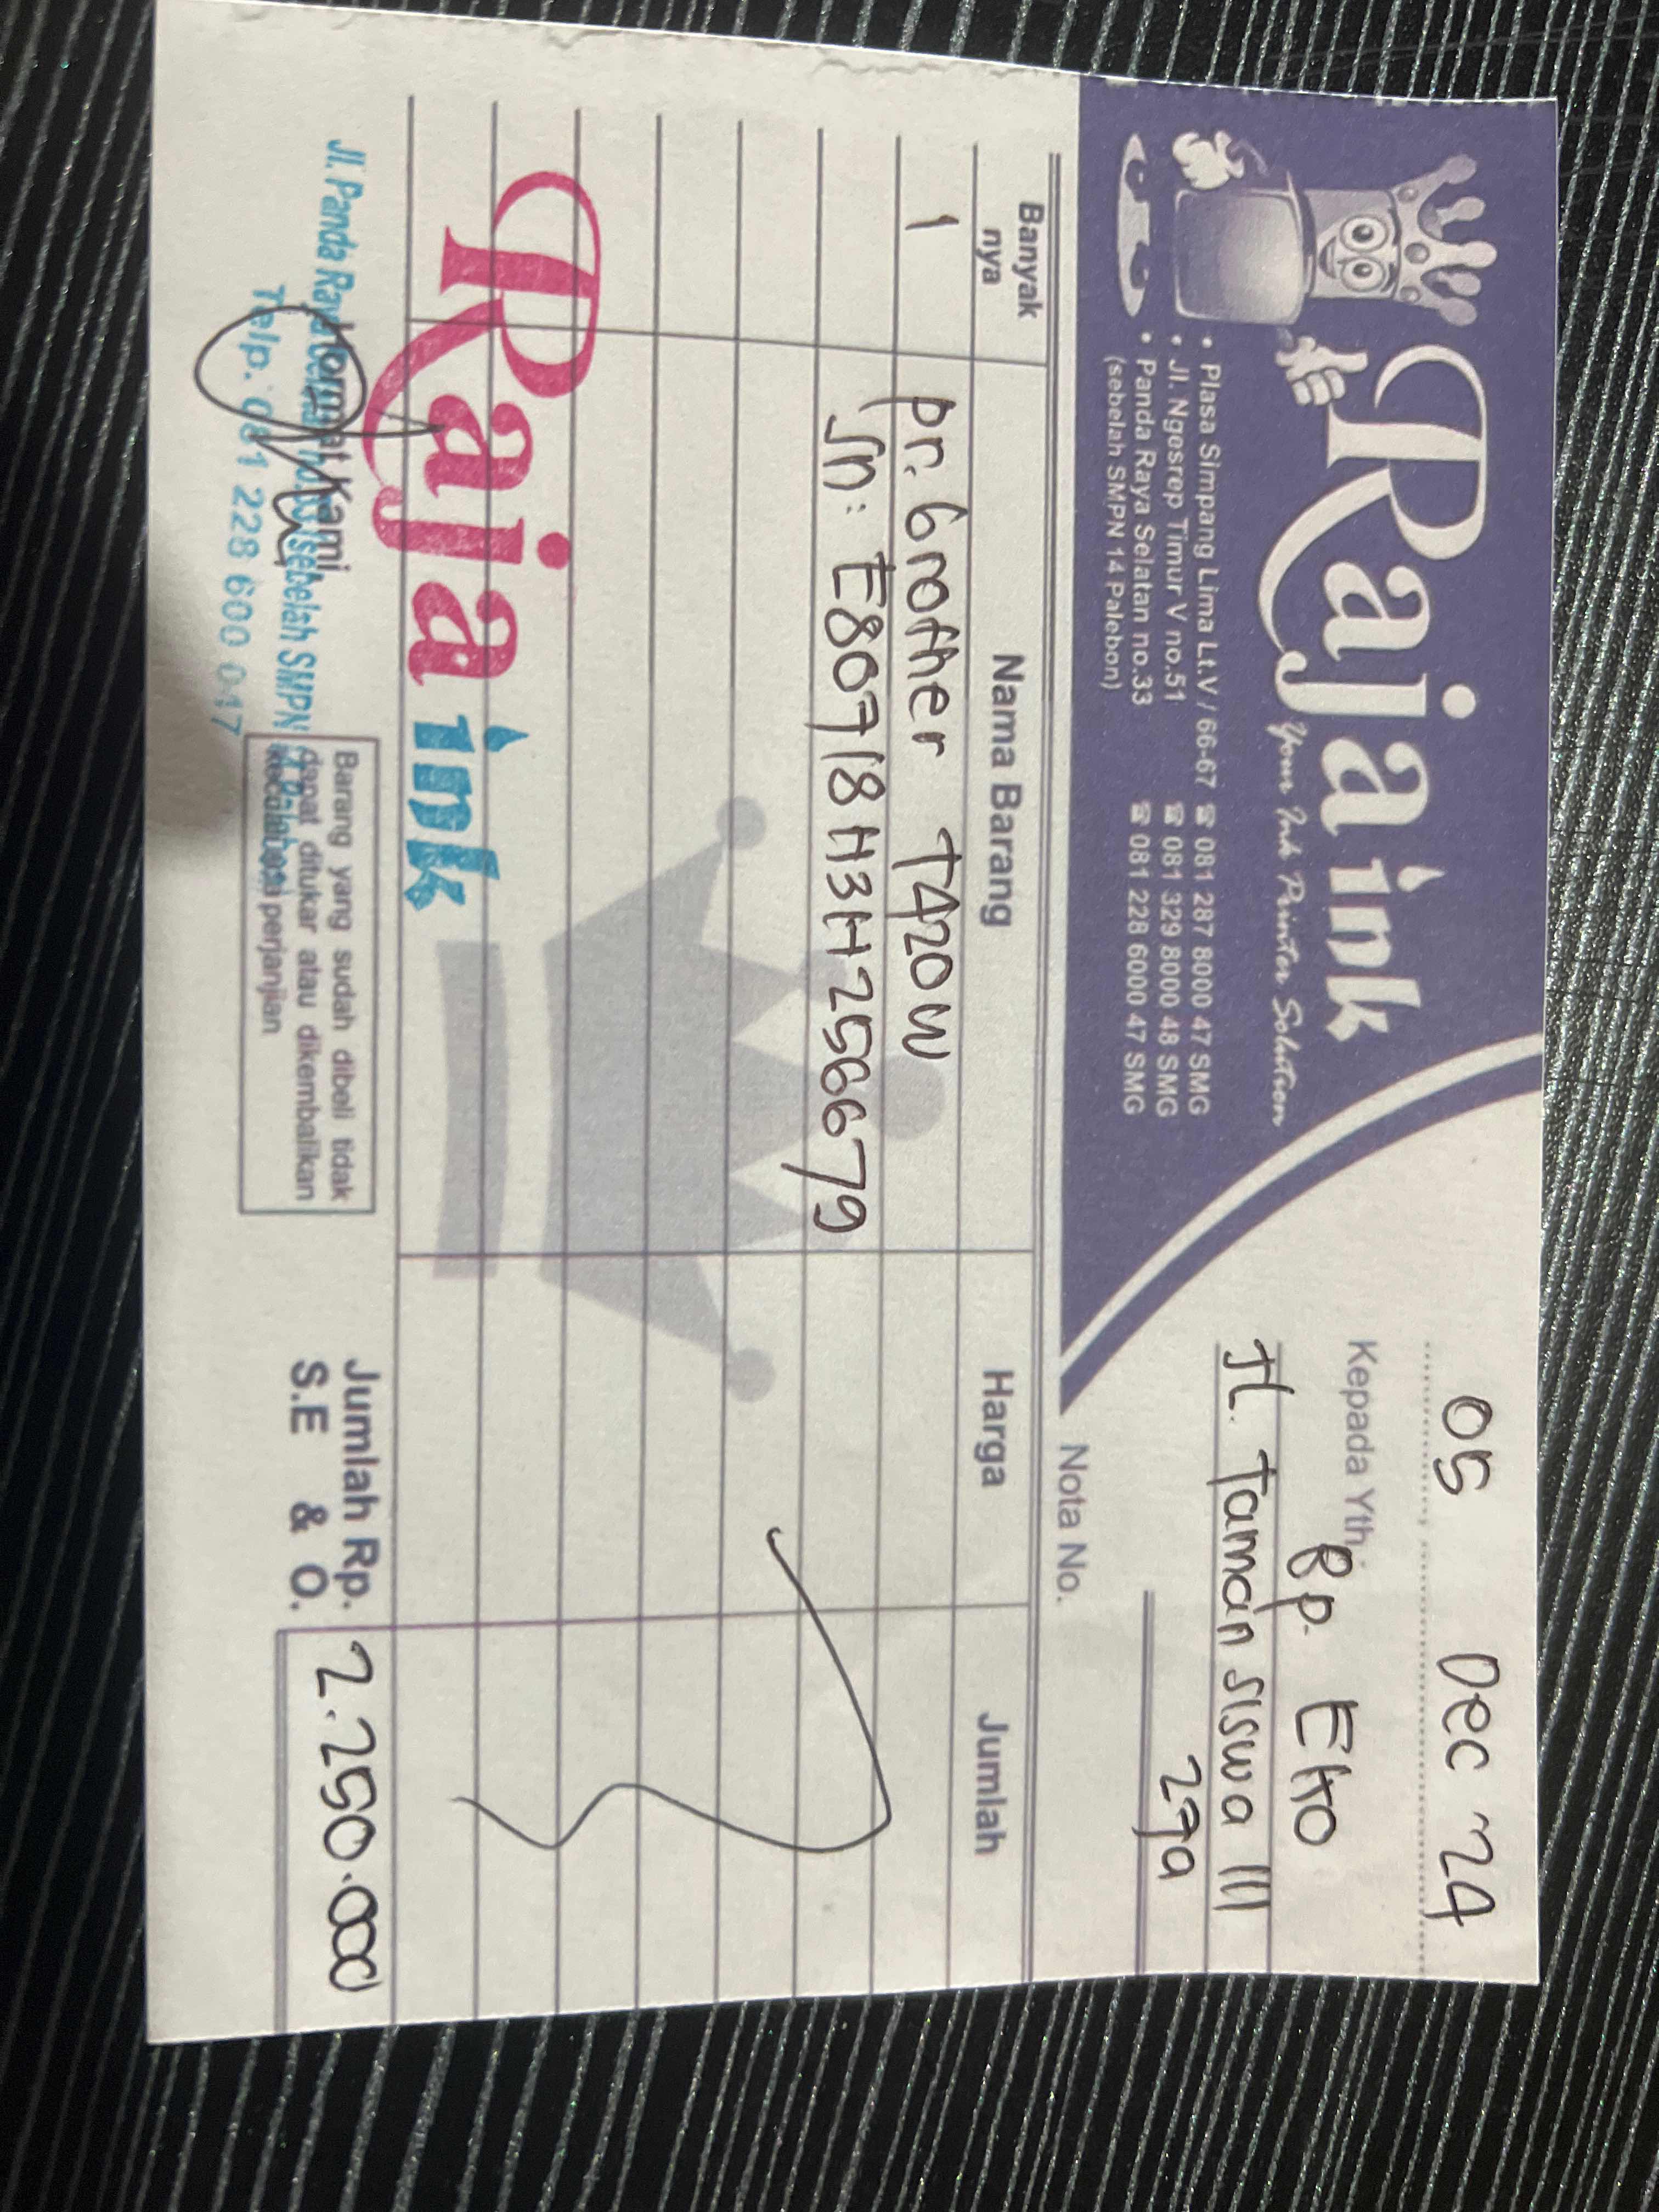 Raja ink
Your Ink Printer Solution
• Plasa Simpang Lima Lt.V / 66-67 ☎ 081 287 8000 47 SMG
• Jl. Ngesrep Timur V no.51 ☎ 081 329 8000 48 SMG
• Panda Raya Selatan no.33 ☎ 081 228 6000 47 SMG
(sebelah SMPN 14 Palebon)
05 Dec '24
Kepada Yth.
Bp. Eko
JL. Taman siswa III
Nota No.
Banyak nya Nama Barang Harga Jumlah
1 pr. brother T420W
Sn: E80718H3H256679
Raja ink
Jl. Panda Raya sebelah SMPN 14 Palebon
Telp. 081 228 600 047
Hormat Kami
Barang yang sudah dibeli tidak
dapat ditukar atau dikembalikan
kecuali ada perjanjian
Jumlah Rp. 2.250.000
S.E & O.